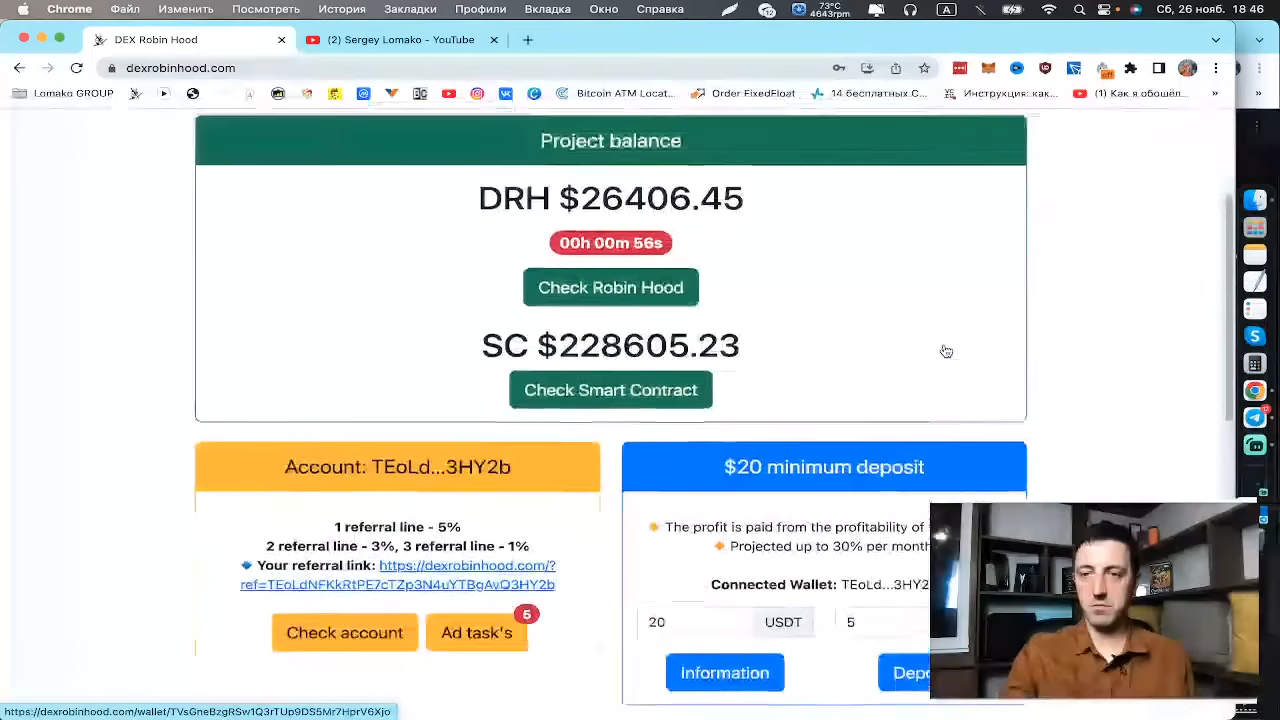 Chrome Посмотреть История Закладки Профили Вкладка Окно Справка 73°C 4643rpm A Сб, 26 нояб. 18:46
DEX Robin Hood (2) Sergey Lomako - YouTube
dexrobinhood.com
Lomako GROUP Bitcoin ATM Locat... Order FixedFloat 14 бесплатных С... Инструкция: как... (1) Как я обошёл...
Project balance
DRH $26406.45
00h 00m 56s
Check Robin Hood
SC $228605.23
Check Smart Contract
Account: TEoLd...3HY2b
1 referral line - 5%
2 referral line - 3%, 3 referral line - 1%
Your referral link: https://dexrobinhood.com/?
ref=TEoLdNFKkRtPE7cTZp3N4uYTBgAvQ3HY2b
Check account Ad task's 5
$20 minimum deposit
The profit is paid from the profitability of
Projected up to 30% per month
Connected Wallet: TEoLd...3HY2
20 USDT 5
Information Depo
https://dexrobinhood.com/wallet/TVsGneBzgRSw1Q3rTUp9DS5Mr7HprV6Xjo